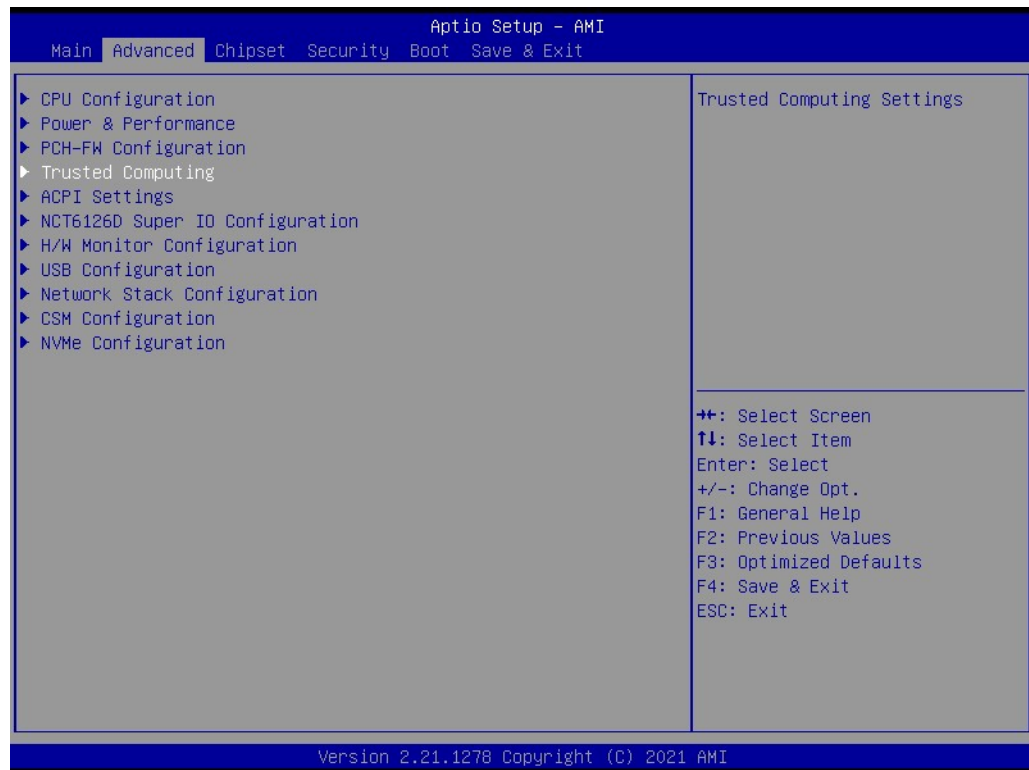 Aptio Setup – AMI
Main Advanced Chipset Security Boot Save & Exit
▶ CPU Configuration
▶ Power & Performance
▶ PCH-FW Configuration
▶ Trusted Computing
▶ ACPI Settings
▶ NCT6126D Super IO Configuration
▶ H/W Monitor Configuration
▶ USB Configuration
▶ Network Stack Configuration
▶ CSM Configuration
▶ NVMe Configuration
Trusted Computing Settings
→←: Select Screen
↑↓: Select Item
Enter: Select
+/-: Change Opt.
F1: General Help
F2: Previous Values
F3: Optimized Defaults
F4: Save & Exit
ESC: Exit
Version 2.21.1278 Copyright (C) 2021 AMI